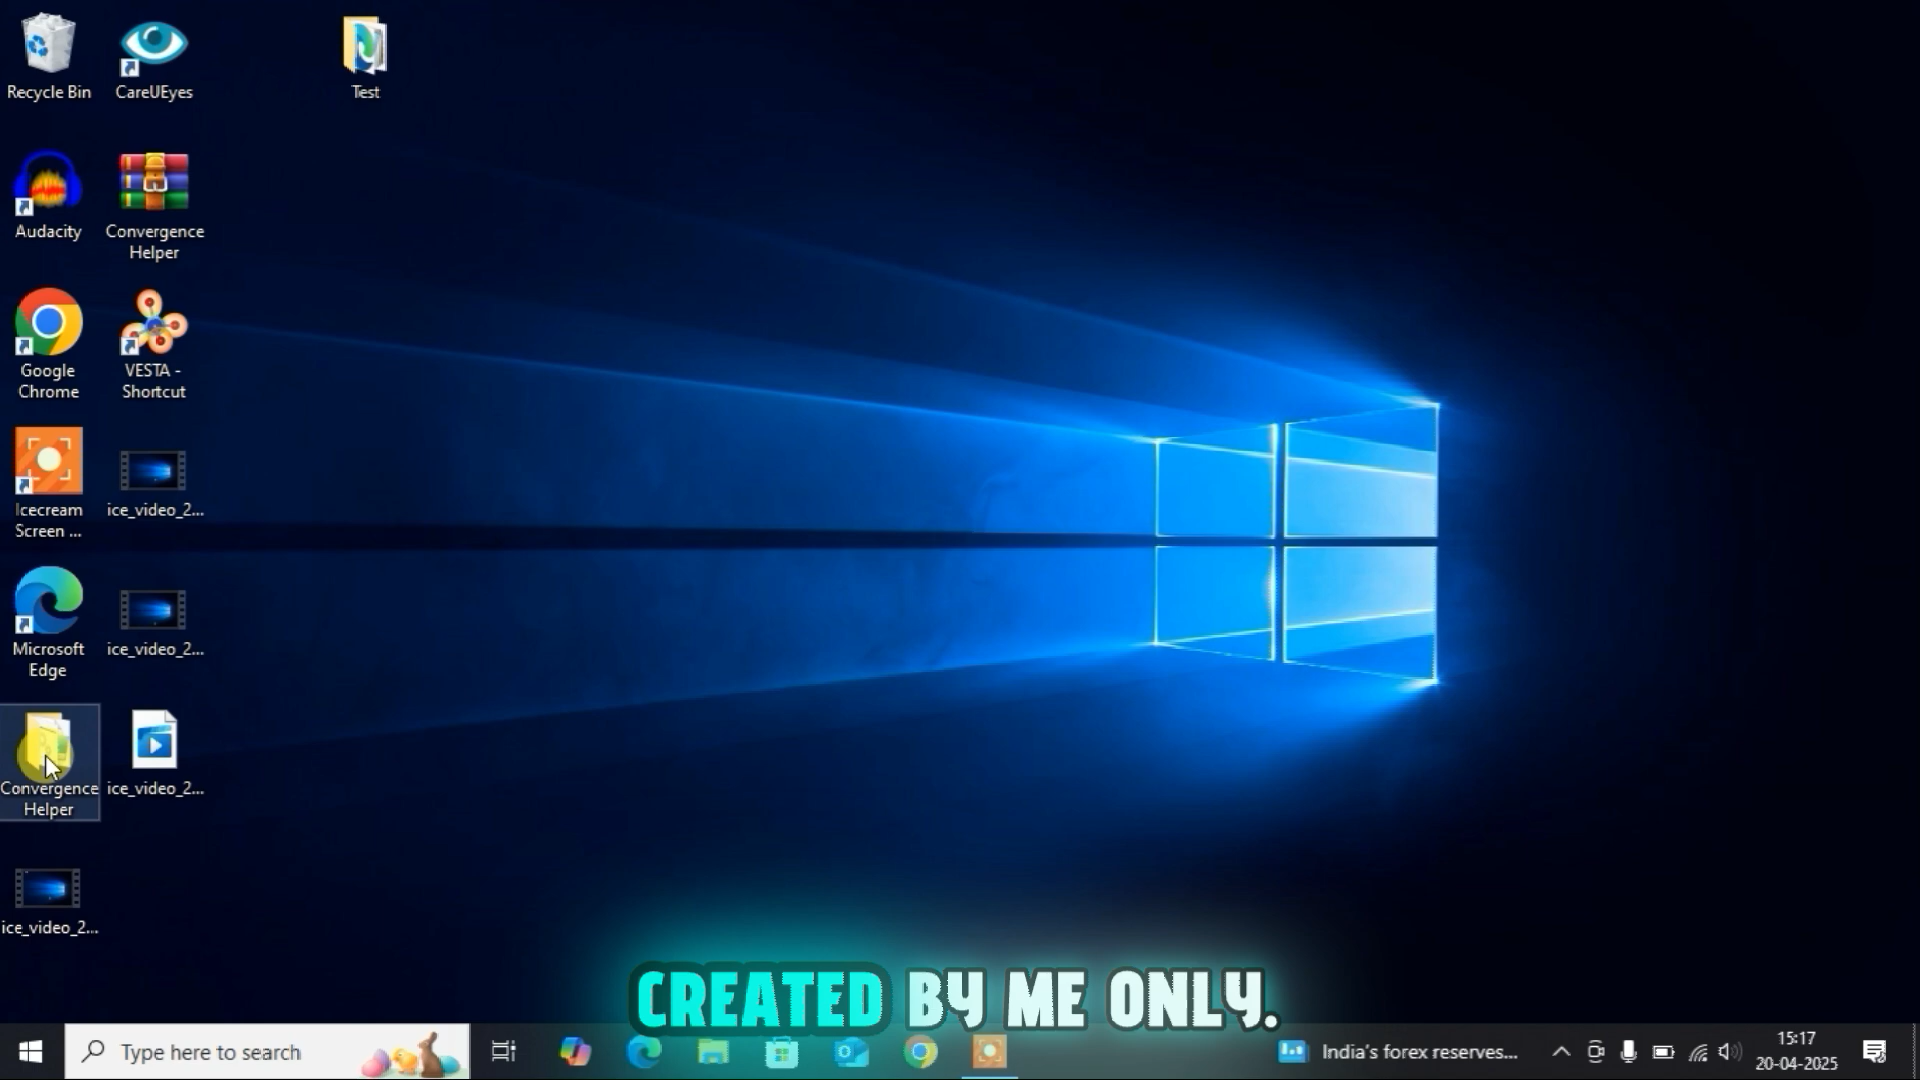 Recycle Bin
CareUEyes
Test
Audacity
Convergence
Helper
Google
Chrome
VESTA -
Shortcut
Icecream
Screen ...
ice_video_2...
Microsoft
Edge
ice_video_2...
Convergence
Helper
ice_video_2...
ice_video_2...
CREATED BY ME ONLY.
Type here to search
India's forex reserves...
15:17
20-04-2025